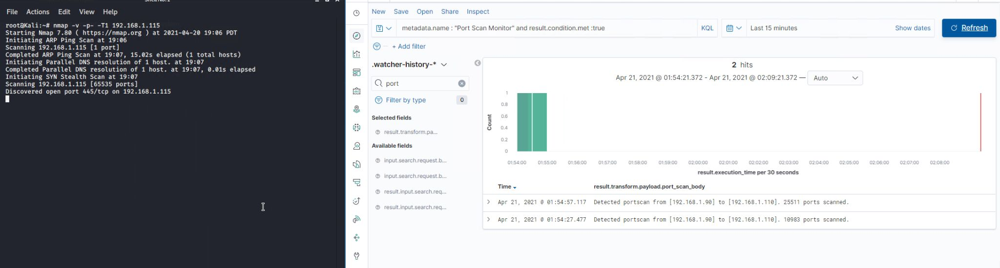 Shell No.1
File Actions Edit View Help
root@Kali:~# nmap -v -p- -T1 192.168.1.115
Starting Nmap 7.80 ( https://nmap.org ) at 2021-04-20 19:06 PDT
Initiating ARP Ping Scan at 19:06
Scanning 192.168.1.115 [1 port]
Completed ARP Ping Scan at 19:07, 15.02s elapsed (1 total hosts)
Initiating Parallel DNS resolution of 1 host. at 19:07
Completed Parallel DNS resolution of 1 host. at 19:07, 0.01s elapsed
Initiating SYN Stealth Scan at 19:07
Scanning 192.168.1.115 [65535 ports]
Discovered open port 445/tcp on 192.168.1.115
New Save Open Share Inspect
metadata.name : "Port Scan Monitor" and result.condition.met :true
KQL
Last 15 minutes
Show dates
Refresh
+ Add filter
.watcher-history-*
port
Filter by type 0
Selected fields
result.transform.pa...
Available fields
input.search.request.b...
input.search.request.b...
result.input.search.req...
result.input.search.req...
2 hits
Apr 21, 2021 @ 01:54:21.372 - Apr 21, 2021 @ 02:09:21.372 —
Auto
Count
1
0.8
0.6
0.4
0.2
0
01:54:00 01:55:00 01:56:00 01:57:00 01:58:00 01:59:00 02:00:00 02:01:00 02:02:00 02:03:00 02:04:00 02:05:00 02:06:00 02:07:00 02:08:00
result.execution_time per 30 seconds
Time result.transform.payload.port_scan_body
Apr 21, 2021 @ 01:54:57.117 Detected portscan from [192.168.1.90] to [192.168.1.110]. 25511 ports scanned.
Apr 21, 2021 @ 01:54:27.477 Detected portscan from [192.168.1.90] to [192.168.1.110]. 10983 ports scanned.